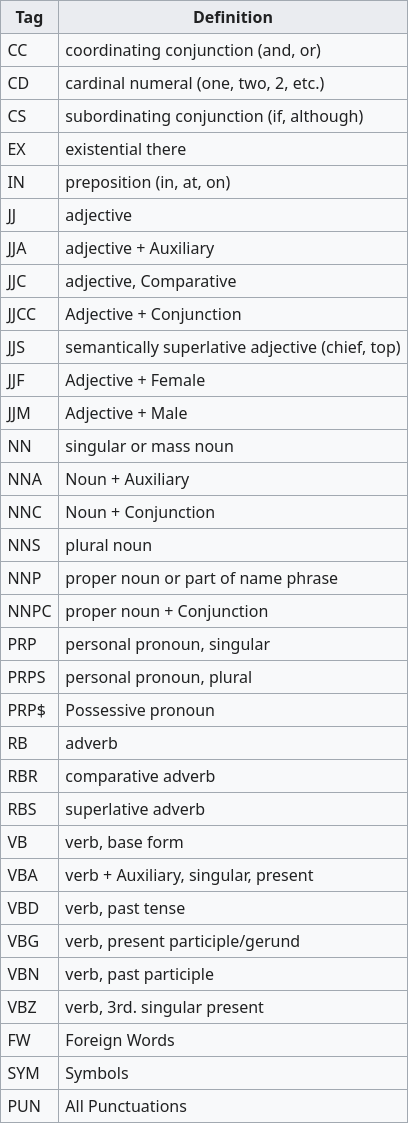 Tag Definition
CC coordinating conjunction (and, or)
CD cardinal numeral (one, two, 2, etc.)
CS subordinating conjunction (if, although)
EX existential there
IN preposition (in, at, on)
JJ adjective
JJA adjective + Auxiliary
JJC adjective, Comparative
JJCC Adjective + Conjunction
JJS semantically superlative adjective (chief, top)
JJF Adjective + Female
JJM Adjective + Male
NN singular or mass noun
NNA Noun + Auxiliary
NNC Noun + Conjunction
NNS plural noun
NNP proper noun or part of name phrase
NNPC proper noun + Conjunction
PRP personal pronoun, singular
PRPS personal pronoun, plural
PRP$ Possessive pronoun
RB adverb
RBR comparative adverb
RBS superlative adverb
VB verb, base form
VBA verb + Auxiliary, singular, present
VBD verb, past tense
VBG verb, present participle/gerund
VBN verb, past participle
VBZ verb, 3rd. singular present
FW Foreign Words
SYM Symbols
PUN All Punctuations